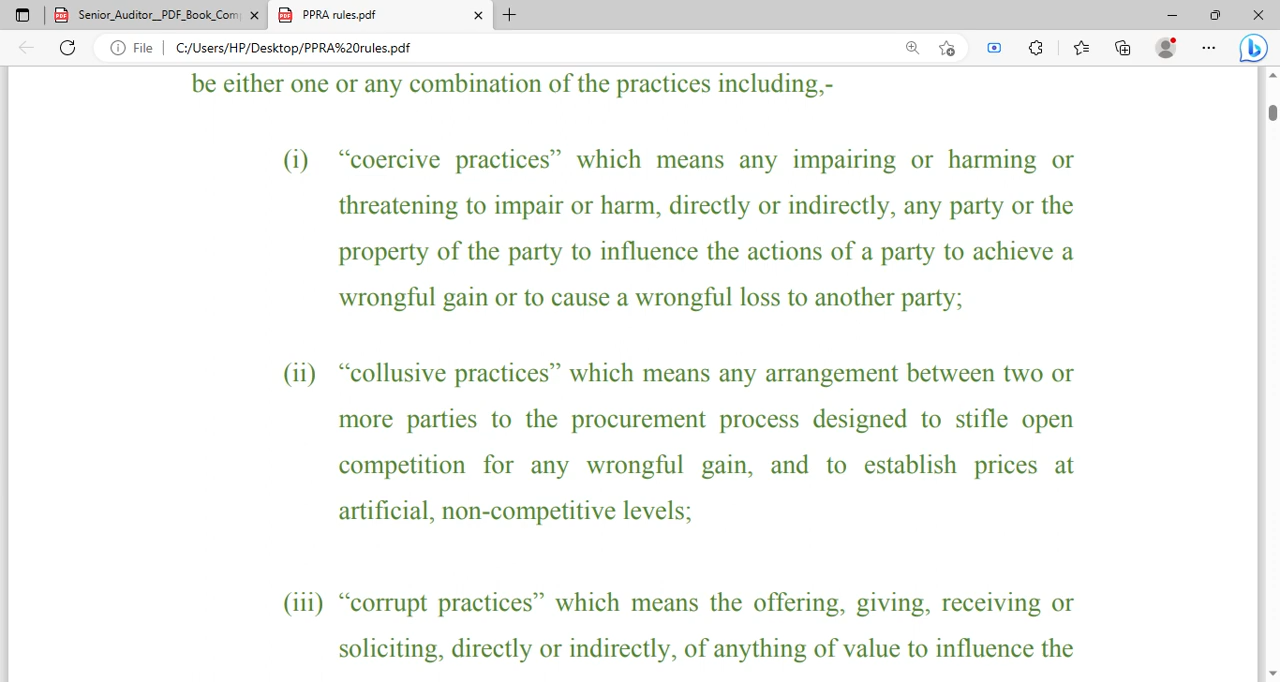 Senior_Auditor__PDF_Book_Com
PPRA rules.pdf
File
C:/Users/HP/Desktop/PPRA%20rules.pdf
be either one or any combination of the practices including,-
(i) “coercive practices” which means any impairing or harming or
threatening to impair or harm, directly or indirectly, any party or the
property of the party to influence the actions of a party to achieve a
wrongful gain or to cause a wrongful loss to another party;
(ii) “collusive practices” which means any arrangement between two or
more parties to the procurement process designed to stifle open
competition for any wrongful gain, and to establish prices at
artificial, non-competitive levels;
(iii) “corrupt practices” which means the offering, giving, receiving or
soliciting, directly or indirectly, of anything of value to influence the